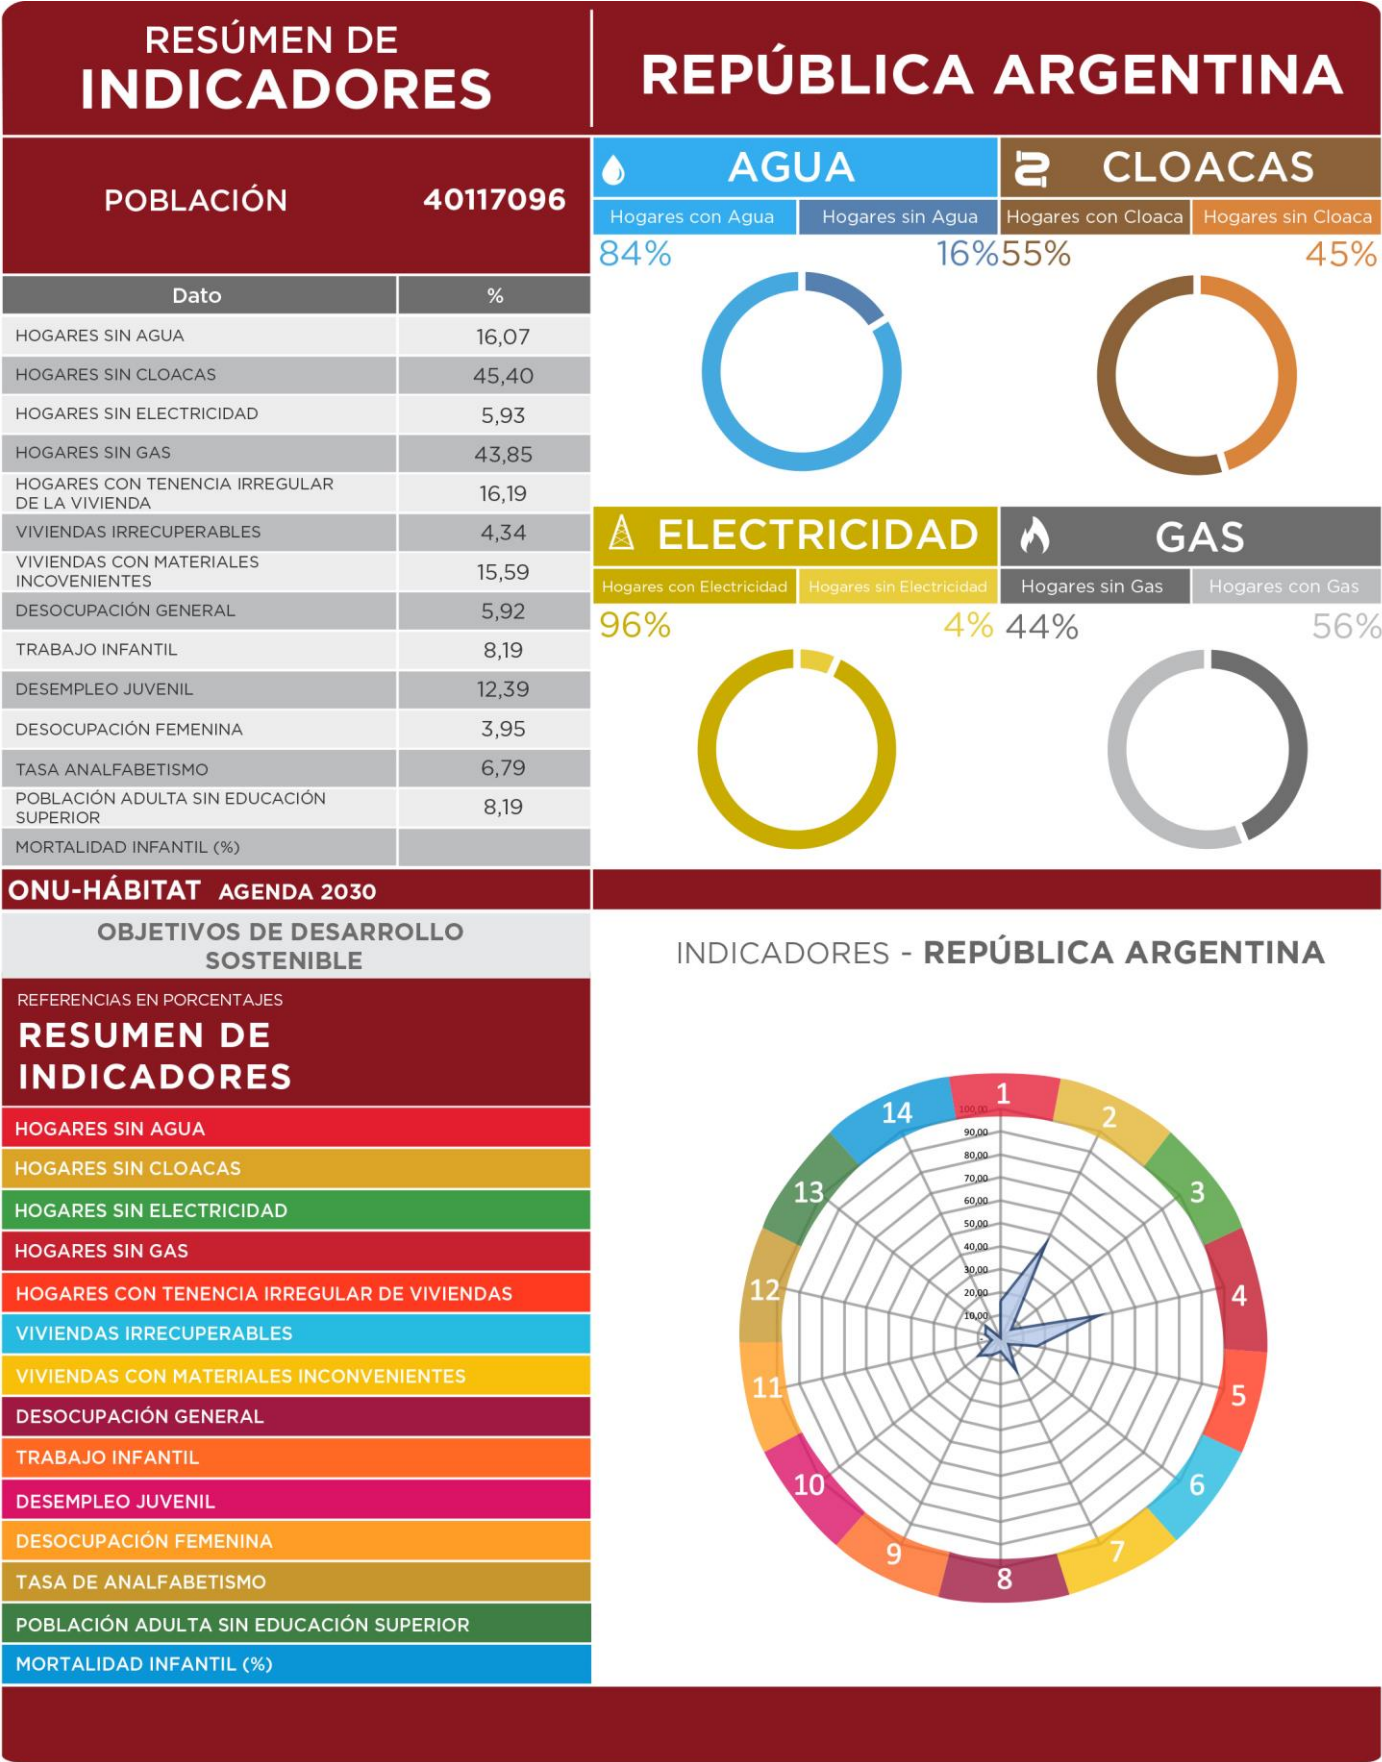 RESÚMEN DE
INDICADORES
REPÚBLICA ARGENTINA
POBLACIÓN 40117096
Dato %
HOGARES SIN AGUA 16,07
HOGARES SIN CLOACAS 45,40
HOGARES SIN ELECTRICIDAD 5,93
HOGARES SIN GAS 43,85
HOGARES CON TENENCIA IRREGULAR
DE LA VIVIENDA 16,19
VIVIENDAS IRRECUPERABLES 4,34
VIVIENDAS CON MATERIALES
INCOVENIENTES 15,59
DESOCUPACIÓN GENERAL 5,92
TRABAJO INFANTIL 8,19
DESEMPLEO JUVENIL 12,39
DESOCUPACIÓN FEMENINA 3,95
TASA ANALFABETISMO 6,79
POBLACIÓN ADULTA SIN EDUCACIÓN
SUPERIOR 8,19
MORTALIDAD INFANTIL (%)
AGUA
Hogares con Agua Hogares sin Agua
84% 16%
CLOACAS
Hogares con Cloaca Hogares sin Cloaca
55% 45%
ELECTRICIDAD
Hogares con Electricidad Hogares sin Electricidad
96% 4%
GAS
Hogares sin Gas Hogares con Gas
44% 56%
ONU-HÁBITAT AGENDA 2030
OBJETIVOS DE DESARROLLO
SOSTENIBLE
REFERENCIAS EN PORCENTAJES
RESUMEN DE
INDICADORES
HOGARES SIN AGUA
HOGARES SIN CLOACAS
HOGARES SIN ELECTRICIDAD
HOGARES SIN GAS
HOGARES CON TENENCIA IRREGULAR DE VIVIENDAS
VIVIENDAS IRRECUPERABLES
VIVIENDAS CON MATERIALES INCONVENIENTES
DESOCUPACIÓN GENERAL
TRABAJO INFANTIL
DESEMPLEO JUVENIL
DESOCUPACIÓN FEMENINA
TASA DE ANALFABETISMO
POBLACIÓN ADULTA SIN EDUCACIÓN SUPERIOR
MORTALIDAD INFANTIL (%)
INDICADORES - REPÚBLICA ARGENTINA
1
2
3
4
5
6
7
8
9
10
11
12
13
14
100,00
90,00
80,00
70,00
60,00
50,00
40,00
30,00
20,00
10,00
-